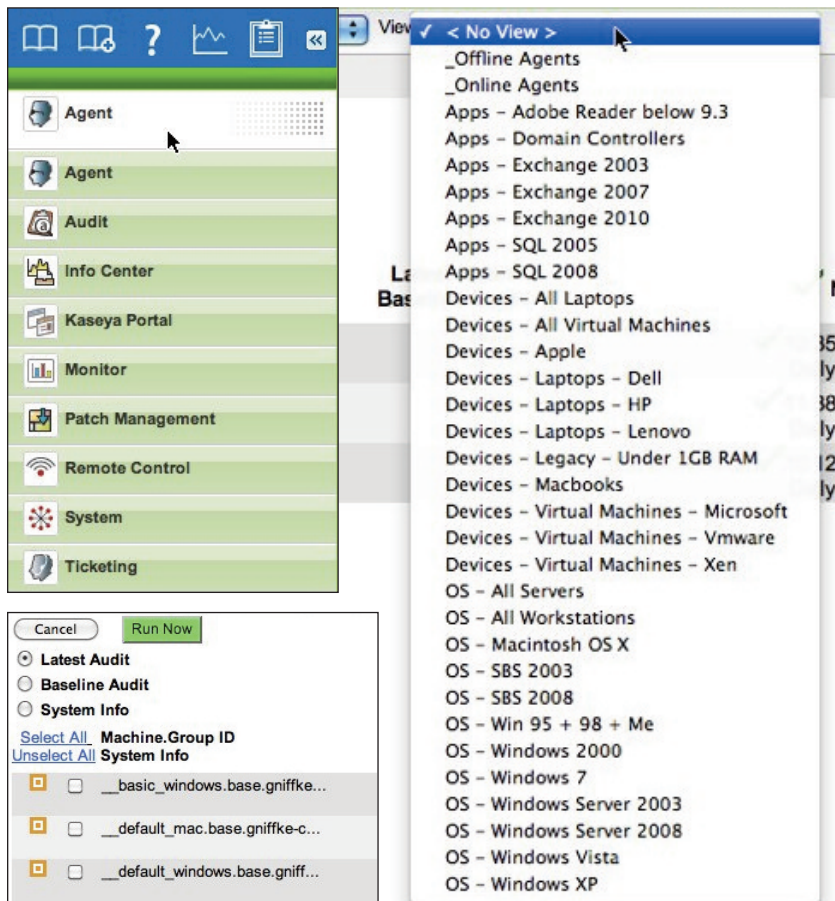 Agent
Agent
Audit
Info Center
Kaseya Portal
Monitor
Patch Management
Remote Control
System
Ticketing
Cancel
Run Now
Latest Audit
Baseline Audit
System Info
Select All Machine.Group ID
Unselect All System Info
__basic_windows.base.gniffke...
__default_mac.base.gniffke-c...
__default_windows.base.gniff...
✓ < No View >
_Offline Agents
_Online Agents
Apps – Adobe Reader below 9.3
Apps – Domain Controllers
Apps – Exchange 2003
Apps – Exchange 2007
Apps – Exchange 2010
Apps – SQL 2005
Apps – SQL 2008
Devices – All Laptops
Devices – All Virtual Machines
Devices – Apple
Devices – Laptops – Dell
Devices – Laptops – HP
Devices – Laptops – Lenovo
Devices – Legacy – Under 1GB RAM
Devices – Macbooks
Devices – Virtual Machines – Microsoft
Devices – Virtual Machines – Vmware
Devices – Virtual Machines – Xen
OS – All Servers
OS – All Workstations
OS – Macintosh OS X
OS – SBS 2003
OS – SBS 2008
OS – Win 95 + 98 + Me
OS – Windows 2000
OS – Windows 7
OS – Windows Server 2003
OS – Windows Server 2008
OS – Windows Vista
OS – Windows XP